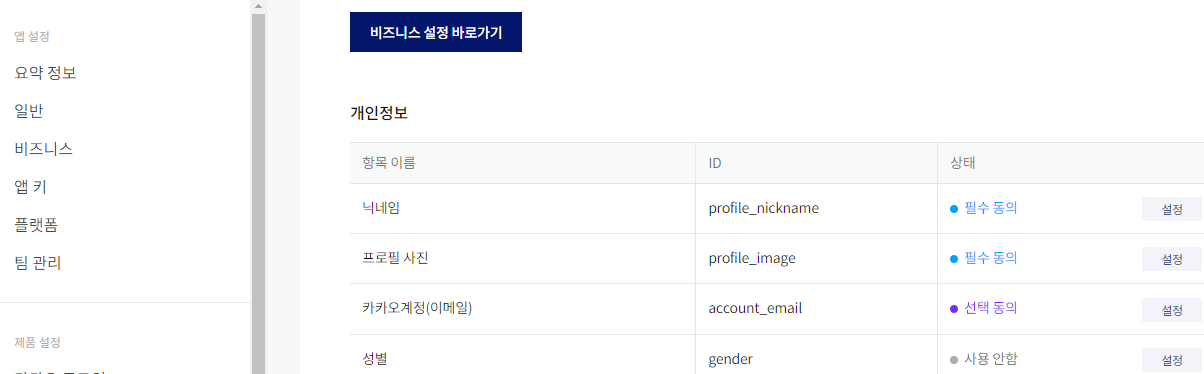 앱 설정
요약 정보
일반
비즈니스
앱 키
플랫폼
팀 관리
제품 설정
비즈니스 설정 바로가기
개인정보
항목 이름 ID 상태
닉네임 profile_nickname 필수 동의 설정
프로필 사진 profile_image 필수 동의 설정
카카오계정(이메일) account_email 선택 동의 설정
성별 gender 사용 안함 설정